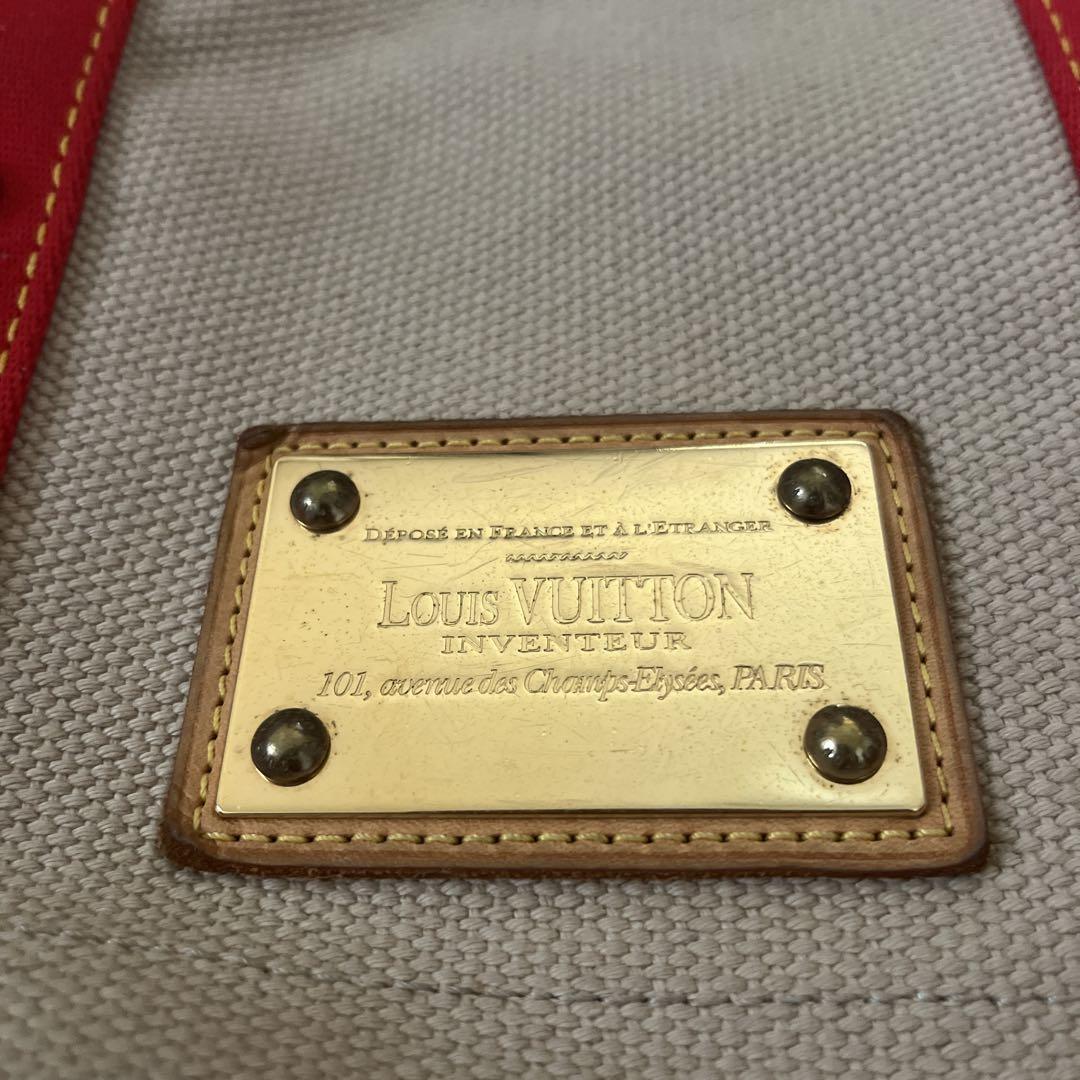 DÉPOSÉ EN FRANCE ET À L'ETRANGER
LOUIS VUITTON
INVENTEUR
101, avenue des Champs-Elysées, PARIS